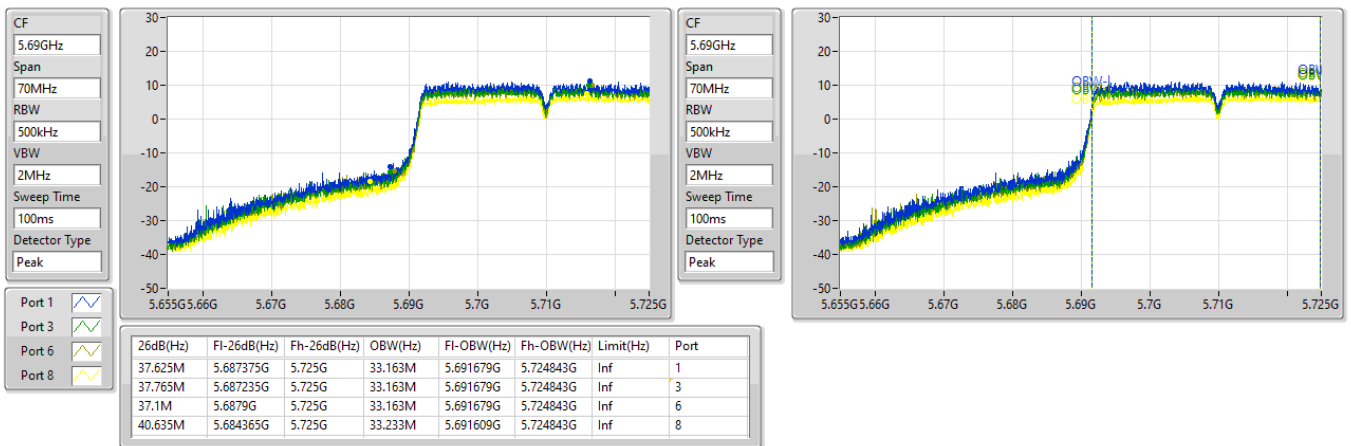 CF
5.69GHz
Span
70MHz
RBW
500kHz
VBW
2MHz
Sweep Time
100ms
Detector Type
Peak
30
20
10
0
-10
-20
-30
-40
-50
5.655G 5.66G 5.67G 5.68G 5.69G 5.7G 5.71G 5.725G
CF
5.69GHz
Span
70MHz
RBW
500kHz
VBW
2MHz
Sweep Time
100ms
Detector Type
Peak
30
20
10
0
-10
-20
-30
-40
-50
OBW-L
5.655G 5.66G 5.67G 5.68G 5.69G 5.7G 5.71G 5.725G
Port 1
Port 3
Port 6
Port 8
26dB(Hz) Fl-26dB(Hz) Fh-26dB(Hz) OBW(Hz) Fl-OBW(Hz) Fh-OBW(Hz) Limit(Hz) Port
37.625M 5.687375G 5.725G 33.163M 5.691679G 5.724843G Inf 1
37.765M 5.687235G 5.725G 33.163M 5.691679G 5.724843G Inf 3
37.1M 5.6879G 5.725G 33.163M 5.691679G 5.724843G Inf 6
40.635M 5.684365G 5.725G 33.233M 5.691609G 5.724843G Inf 8